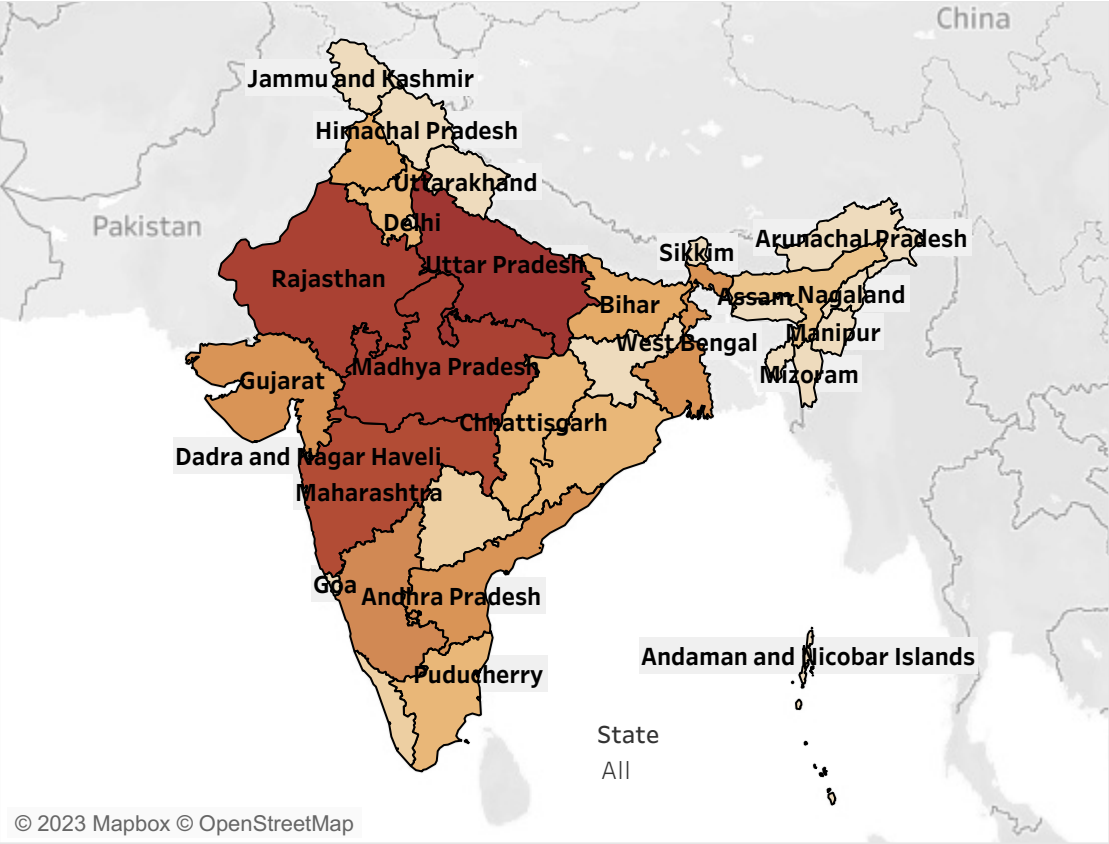 China
Jammu and Kashmir
Himachal Pradesh
Uttarakhand
Pakistan
Delhi
Arunachal Pradesh
Sikkim
Uttar Pradesh
Rajasthan
Assam
Nagaland
Bihar
Manipur
West Bengal
Madhya Pradesh
Mizoram
Gujarat
Chhattisgarh
Dadra and Nagar Haveli
Maharashtra
Goa
Andhra Pradesh
Andaman and Nicobar Islands
Puducherry
State
All
© 2023 Mapbox © OpenStreetMap